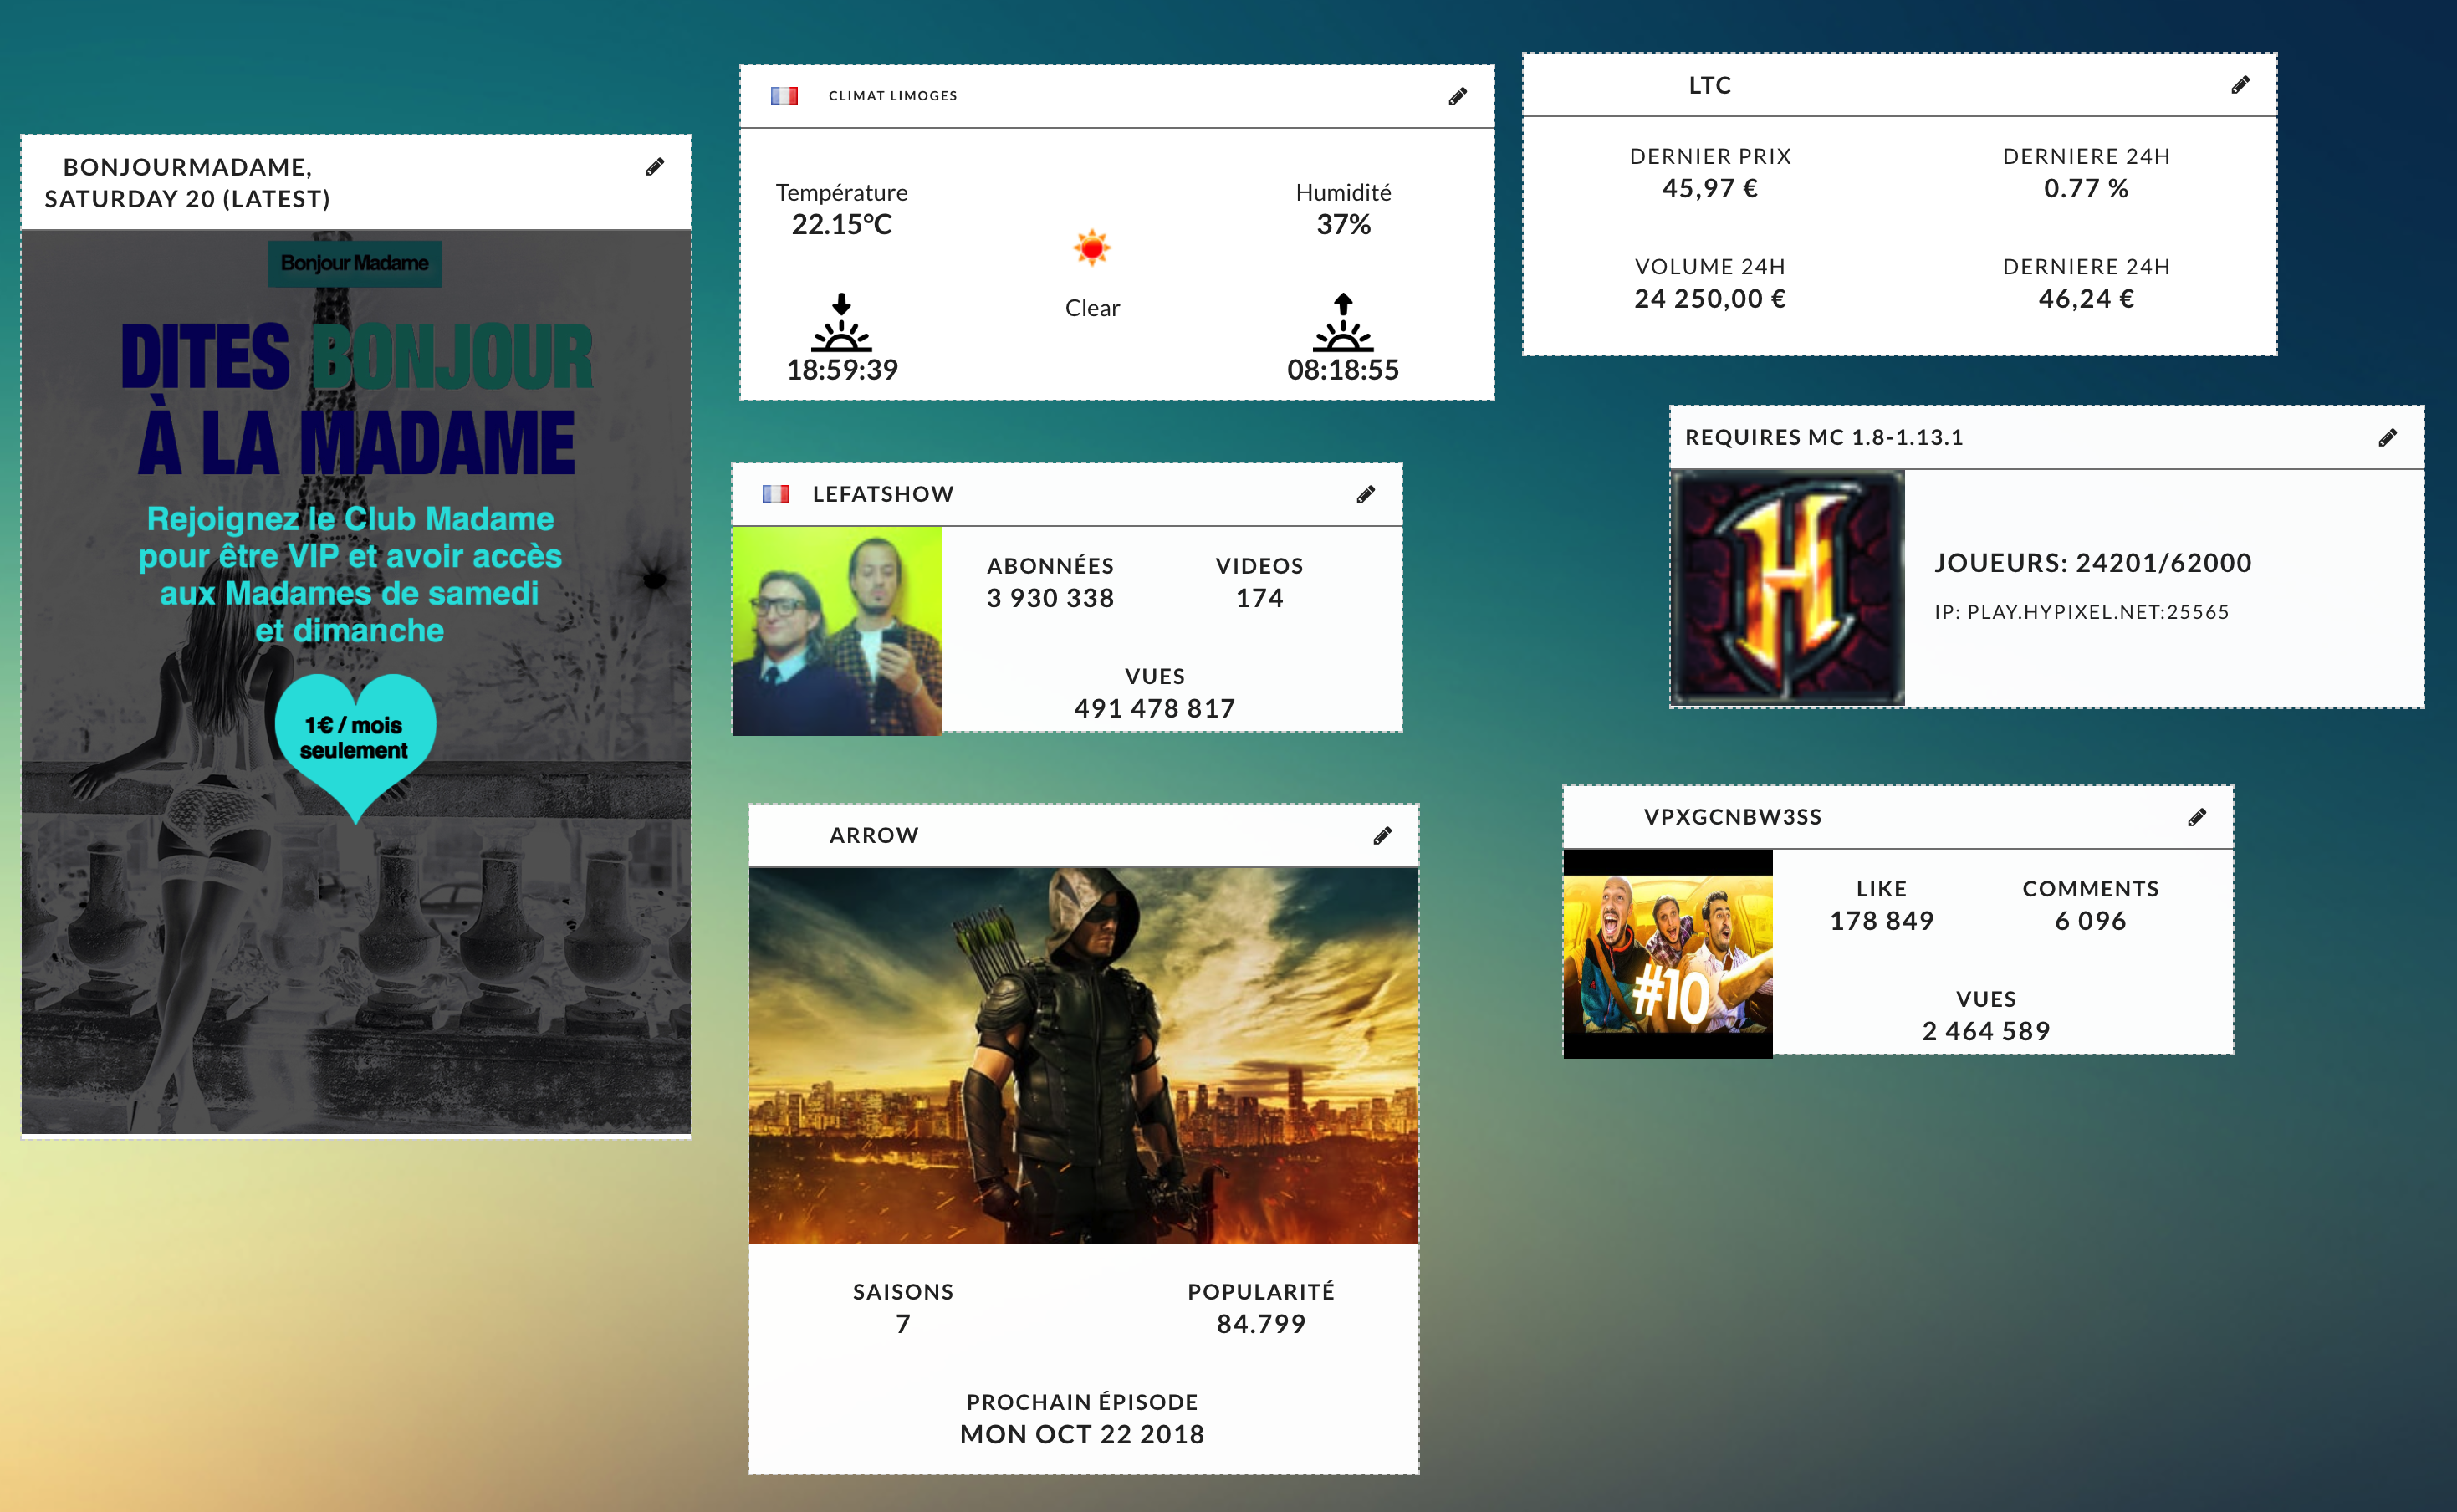 BONJOURMADAME,
SATURDAY 20 (LATEST)
Bonjour Madame
DITES BONJOUR
À LA MADAME
Rejoignez le Club Madame
pour être VIP et avoir accès
aux Madames de samedi
et dimanche
1€ / mois
seulement
CLIMAT LIMOGES
Température
22.15°C
Humidité
37%
Clear
18:59:39
08:18:55
LEFATSHOW
ABONNÉES
3 930 338
VIDEOS
174
VUES
491 478 817
ARROW
SAISONS
7
POPULARITÉ
84.799
PROCHAIN ÉPISODE
MON OCT 22 2018
LTC
DERNIER PRIX
45,97 €
DERNIERE 24H
0.77 %
VOLUME 24H
24 250,00 €
DERNIERE 24H
46,24 €
REQUIRES MC 1.8-1.13.1
H
JOUEURS: 24201/62000
IP: PLAY.HYPIXEL.NET:25565
VPXGCNBW3SS
#10
LIKE
178 849
COMMENTS
6 096
VUES
2 464 589